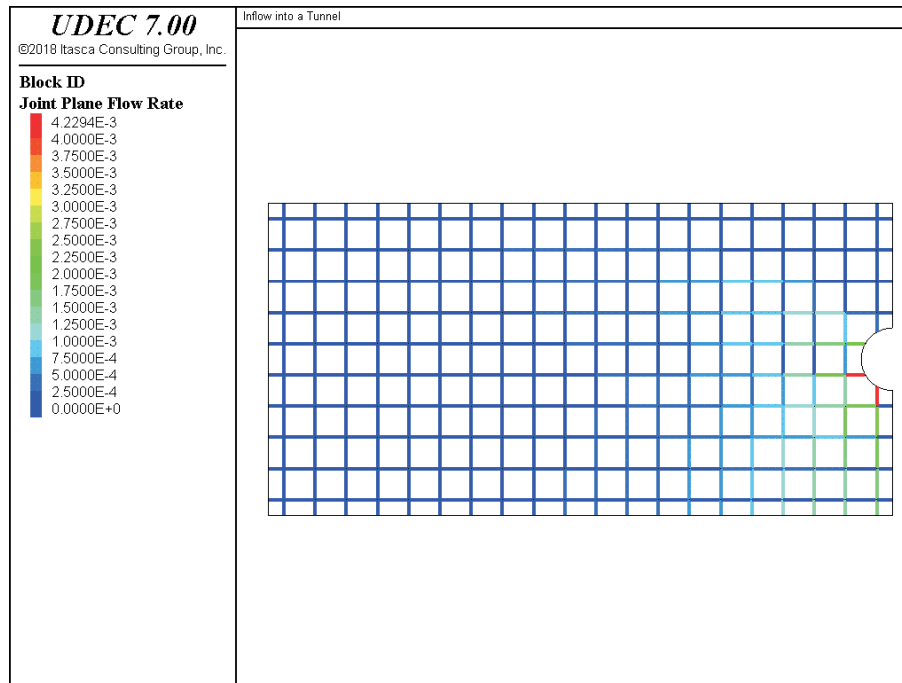 UDEC 7.00
©2018 Itasca Consulting Group, Inc.
Block ID
Joint Plane Flow Rate
4.2294E-3
4.0000E-3
3.7500E-3
3.5000E-3
3.2500E-3
3.0000E-3
2.7500E-3
2.5000E-3
2.2500E-3
2.0000E-3
1.7500E-3
1.5000E-3
1.2500E-3
1.0000E-3
7.5000E-4
5.0000E-4
2.5000E-4
0.0000E+0
Inflow into a Tunnel